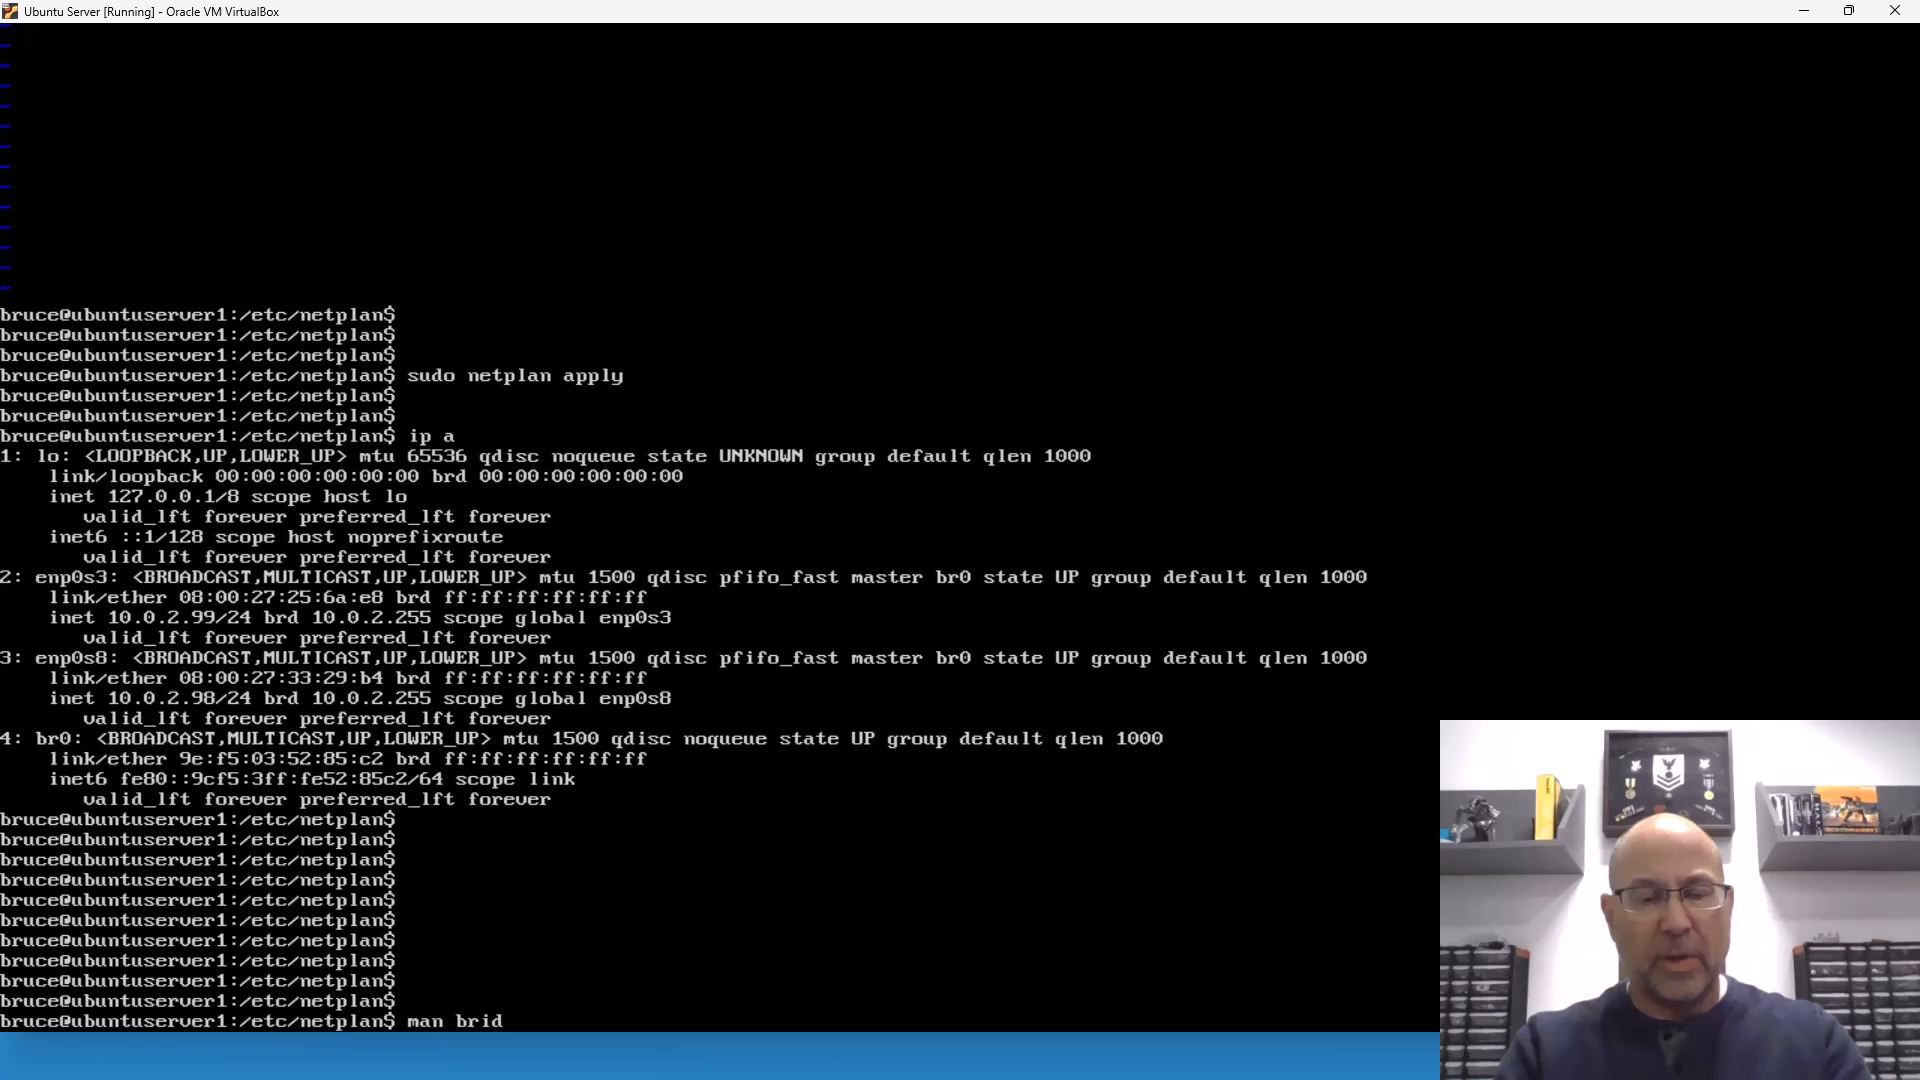 Ubuntu Server [Running] - Oracle VM VirtualBox
~
~
~
~
~
~
~
~
~
~
~
~
~
bruce@ubuntuserver1:/etc/netplan$
bruce@ubuntuserver1:/etc/netplan$
bruce@ubuntuserver1:/etc/netplan$
bruce@ubuntuserver1:/etc/netplan$ sudo netplan apply
bruce@ubuntuserver1:/etc/netplan$
bruce@ubuntuserver1:/etc/netplan$
bruce@ubuntuserver1:/etc/netplan$ ip a
1: lo: <LOOPBACK,UP,LOWER_UP> mtu 65536 qdisc noqueue state UNKNOWN group default qlen 1000
link/loopback 00:00:00:00:00:00 brd 00:00:00:00:00:00
inet 127.0.0.1/8 scope host lo
valid_lft forever preferred_lft forever
inet6 ::1/128 scope host noprefixroute
valid_lft forever preferred_lft forever
2: enp0s3: <BROADCAST,MULTICAST,UP,LOWER_UP> mtu 1500 qdisc pfifo_fast master br0 state UP group default qlen 1000
link/ether 08:00:27:25:6a:e8 brd ff:ff:ff:ff:ff:ff
inet 10.0.2.99/24 brd 10.0.2.255 scope global enp0s3
valid_lft forever preferred_lft forever
3: enp0s8: <BROADCAST,MULTICAST,UP,LOWER_UP> mtu 1500 qdisc pfifo_fast master br0 state UP group default qlen 1000
link/ether 08:00:27:33:29:b4 brd ff:ff:ff:ff:ff:ff
inet 10.0.2.98/24 brd 10.0.2.255 scope global enp0s8
valid_lft forever preferred_lft forever
4: br0: <BROADCAST,MULTICAST,UP,LOWER_UP> mtu 1500 qdisc noqueue state UP group default qlen 1000
link/ether 9e:f5:03:52:85:c2 brd ff:ff:ff:ff:ff:ff
inet6 fe80::9cf5:3ff:fe52:85c2/64 scope link
valid_lft forever preferred_lft forever
bruce@ubuntuserver1:/etc/netplan$
bruce@ubuntuserver1:/etc/netplan$
bruce@ubuntuserver1:/etc/netplan$
bruce@ubuntuserver1:/etc/netplan$
bruce@ubuntuserver1:/etc/netplan$
bruce@ubuntuserver1:/etc/netplan$
bruce@ubuntuserver1:/etc/netplan$
bruce@ubuntuserver1:/etc/netplan$
bruce@ubuntuserver1:/etc/netplan$
bruce@ubuntuserver1:/etc/netplan$
bruce@ubuntuserver1:/etc/netplan$ man brid